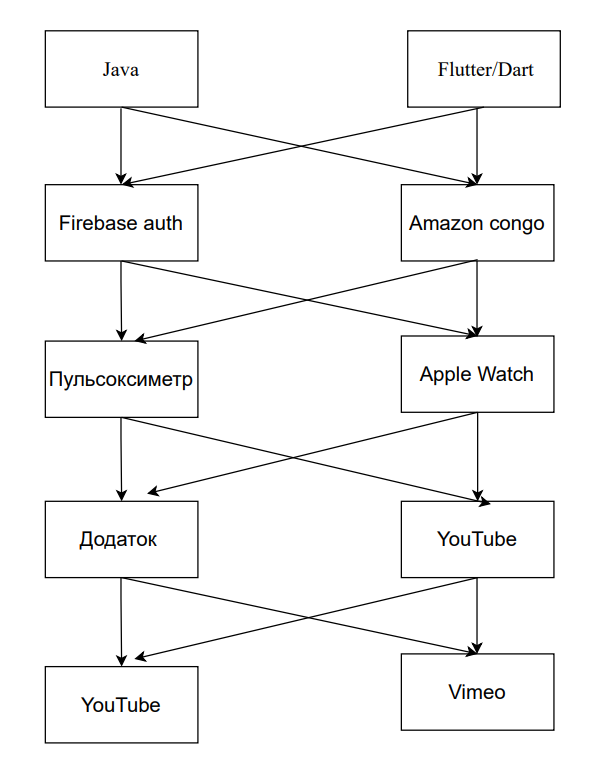 Java
Flutter/Dart
Firebase auth
Amazon congo
Пульсоксиметр
Apple Watch
Додаток
YouTube
YouTube
Vimeo